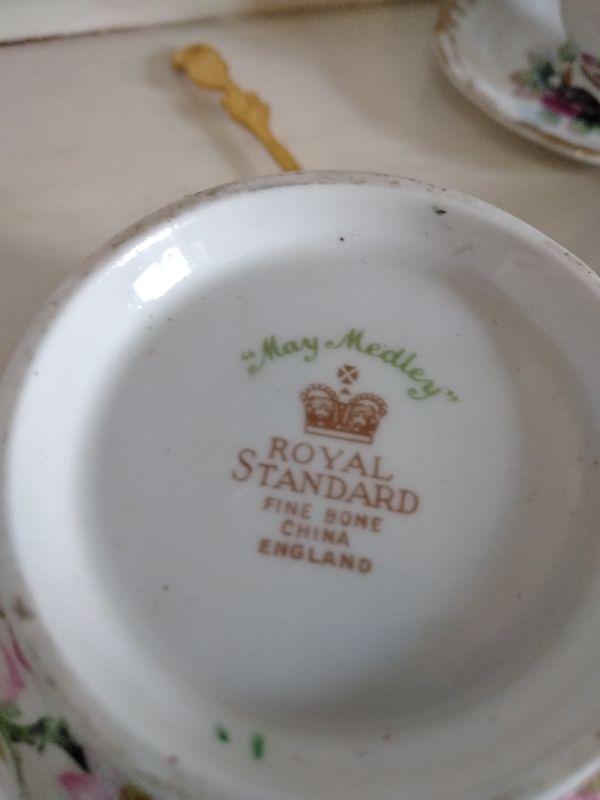 "May Medley"
ROYAL
STANDARD
FINE BONE
CHINA
ENGLAND